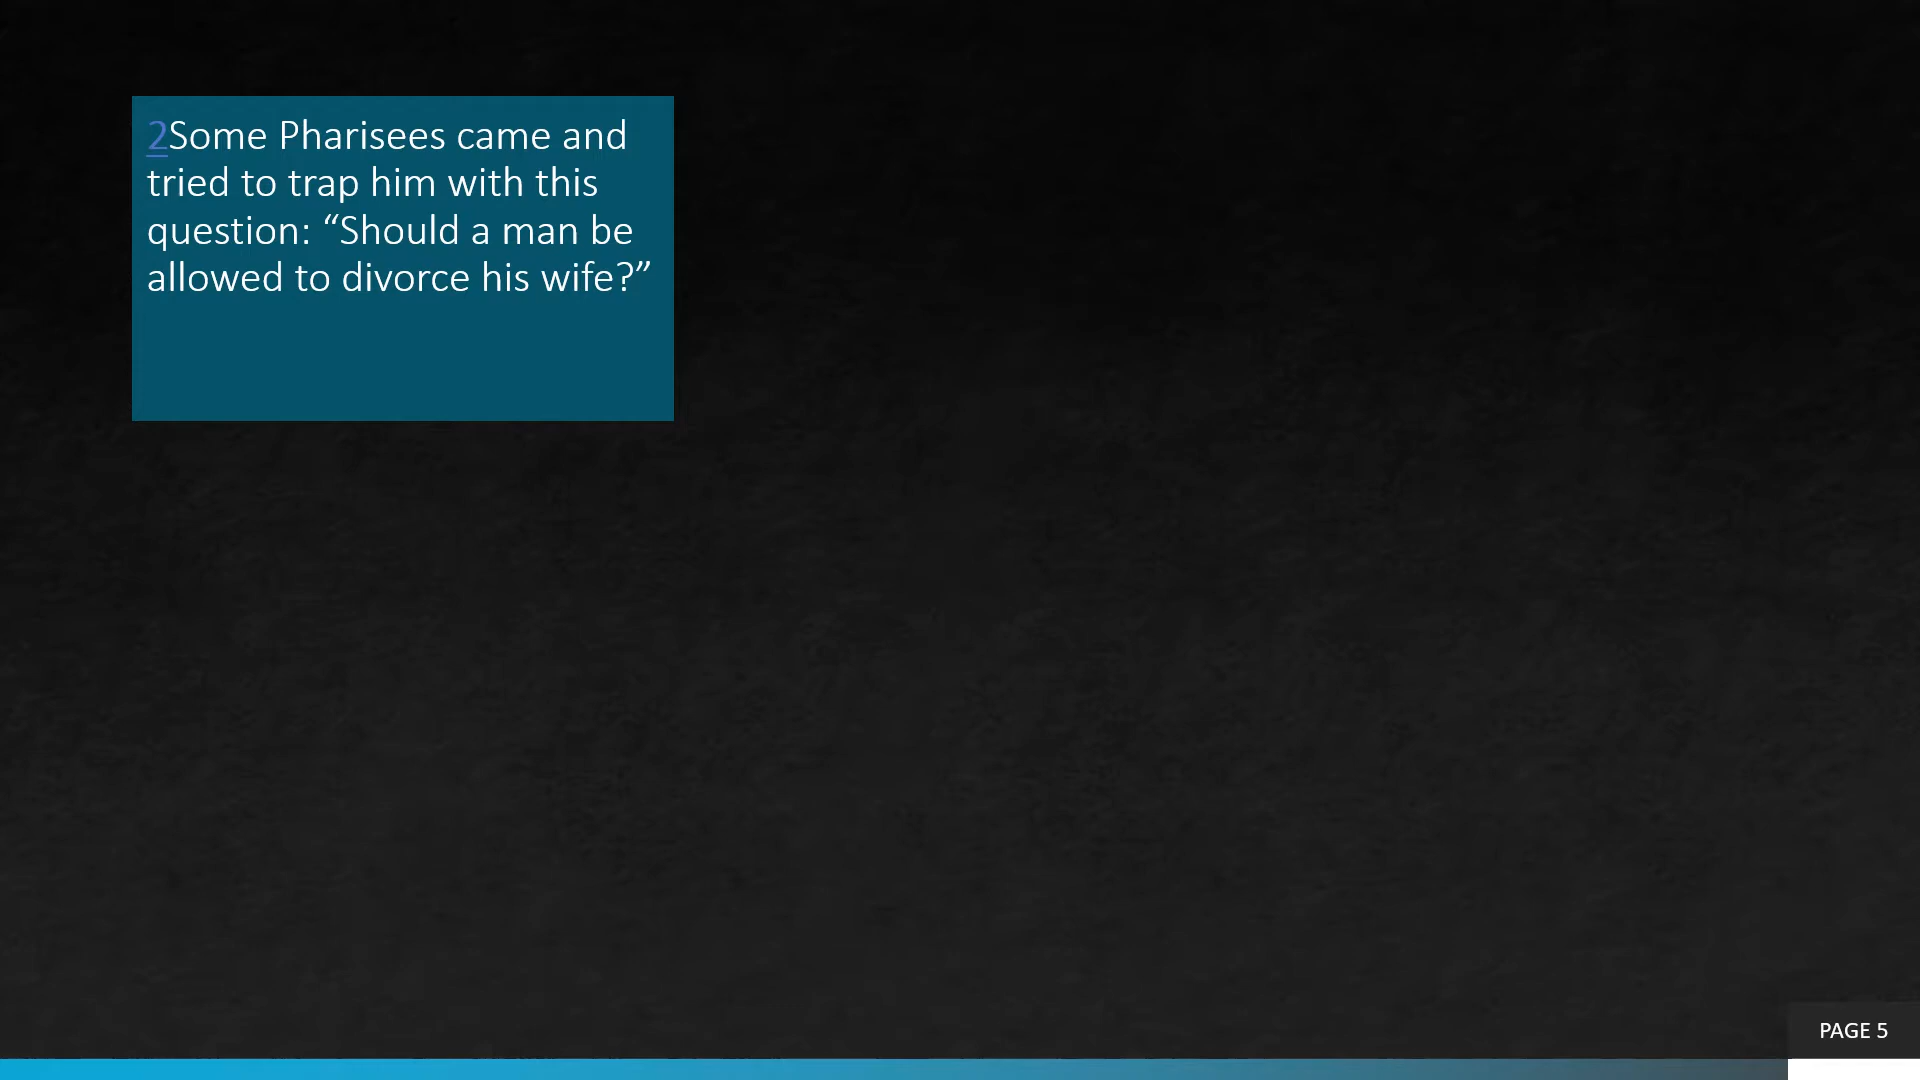 2Some Pharisees came and
tried to trap him with this
question: “Should a man be
allowed to divorce his wife?”
PAGE 5